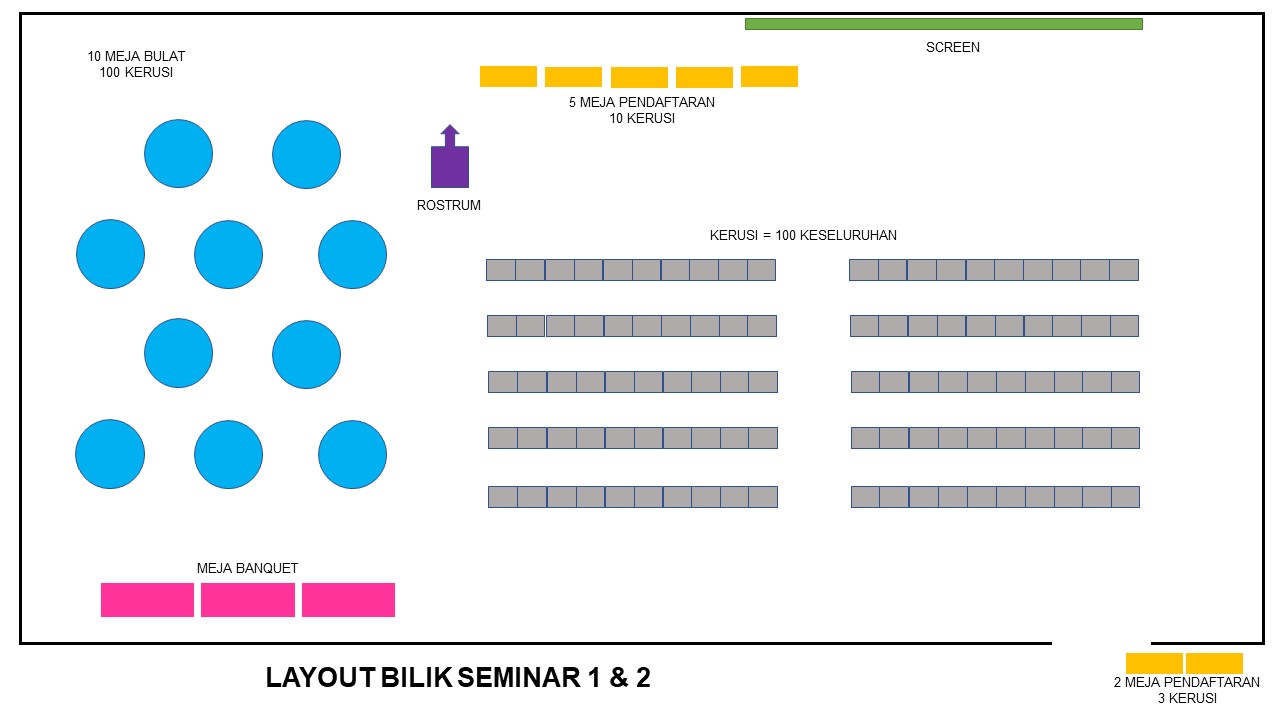 SCREEN
10 MEJA BULAT
100 KERUSI
5 MEJA PENDAFTARAN
10 KERUSI
ROSTRUM
KERUSI = 100 KESELURUHAN
MEJA BANQUET
LAYOUT BILIK SEMINAR 1 & 2
2 MEJA PENDAFTARAN
3 KERUSI